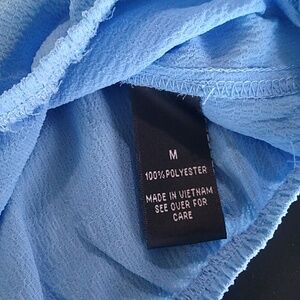 M
100% POLYESTER
MADE IN VIETNAM
SEE OVER FOR
CARE